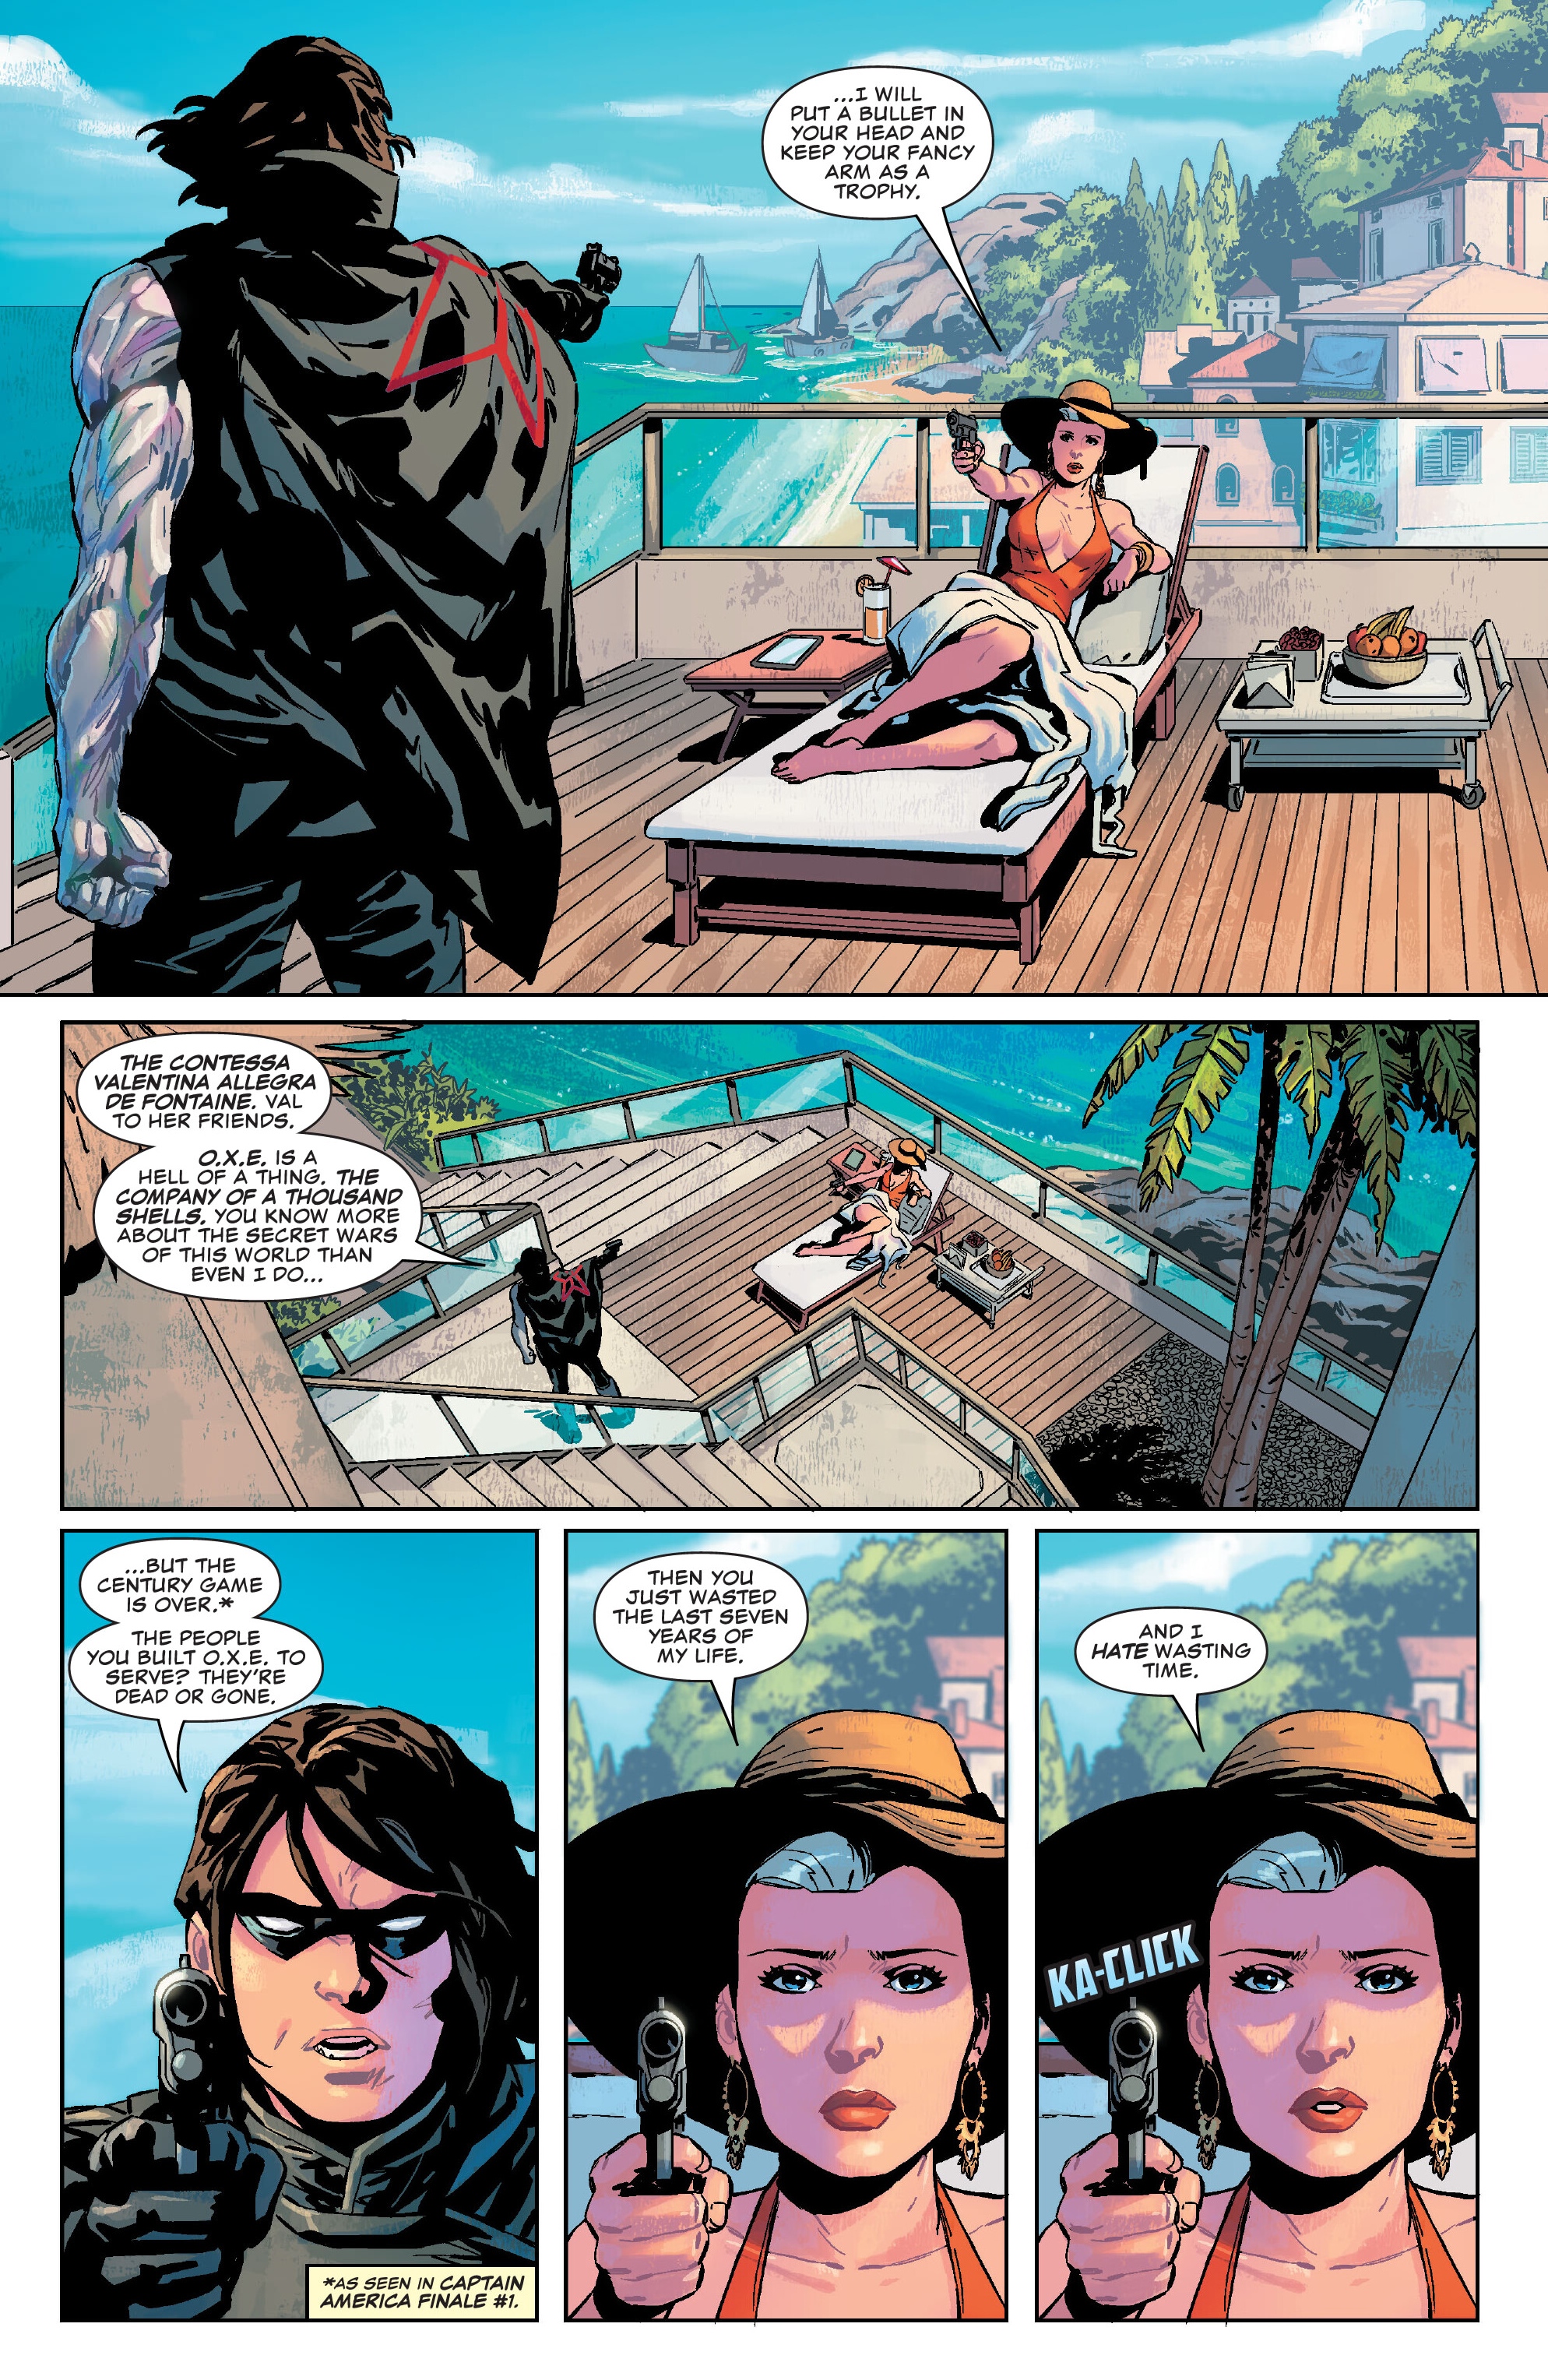 ...I WILL
PUT A BULLET IN
YOUR HEAD AND
KEEP YOUR FANCY
ARM AS A
TROPHY.
THE CONTESSA
VALENTINA ALLEGRA
DE FONTAINE. VAL
TO HER FRIENDS.
O.X.E. IS A
HELL OF A THING. THE
COMPANY OF A THOUSAND
SHELLS. YOU KNOW MORE
ABOUT THE SECRET WARS
OF THIS WORLD THAN
EVEN I DO...
...BUT THE
CENTURY GAME
IS OVER.*
THE PEOPLE
YOU BUILT O.X.E. TO
SERVE? THEY'RE
DEAD OR GONE.
*AS SEEN IN CAPTAIN
AMERICA FINALE #1.
THEN YOU
JUST WASTED
THE LAST SEVEN
YEARS OF
MY LIFE.
AND I
HATE WASTING
TIME.
KA-CLICK